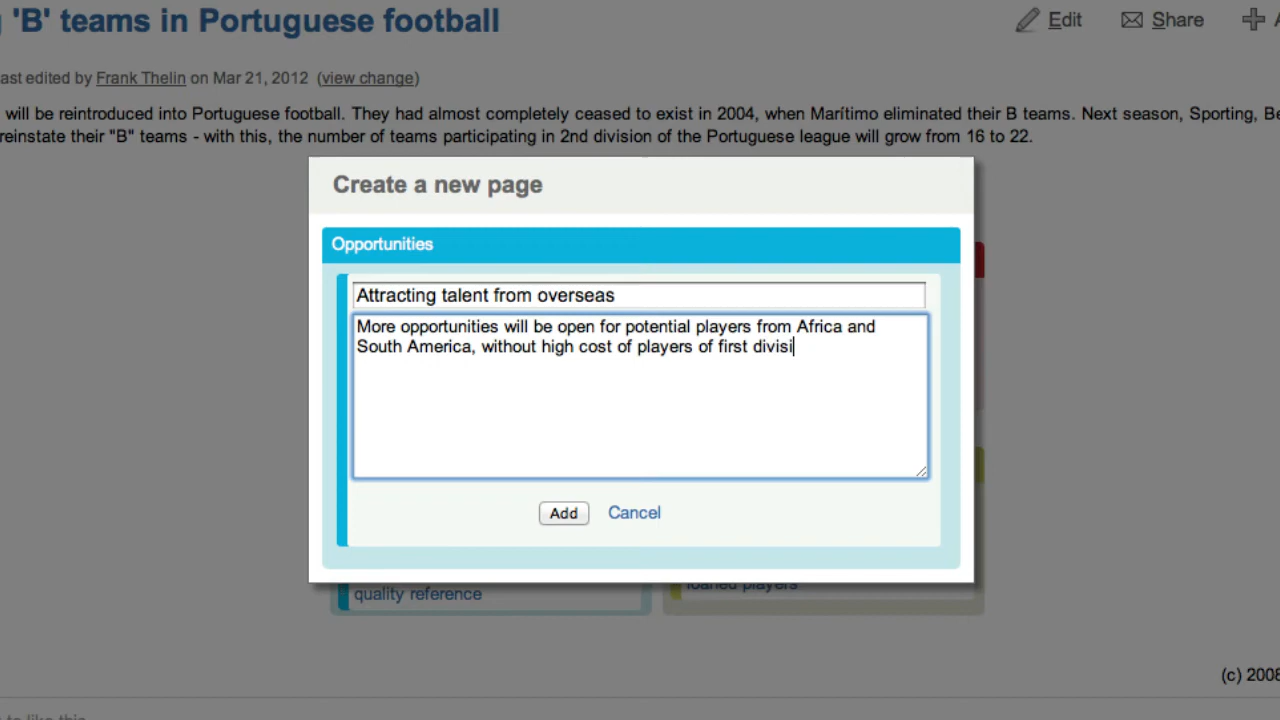 'B' teams in Portuguese football
Edit
Share
ast edited by Frank Thelin on Mar 21, 2012 (view change)
will be reintroduced into Portuguese football. They had almost completely ceased to exist in 2004, when Marítimo eliminated their B teams. Next season, Sporting, Be
reinstate their "B" teams - with this, the number of teams participating in 2nd division of the Portuguese league will grow from 16 to 22.
Create a new page
Opportunities
Attracting talent from overseas
More opportunities will be open for potential players from Africa and
South America, without high cost of players of first divisi
Add
Cancel
quality reference
loaned players
(c) 2008
to like this